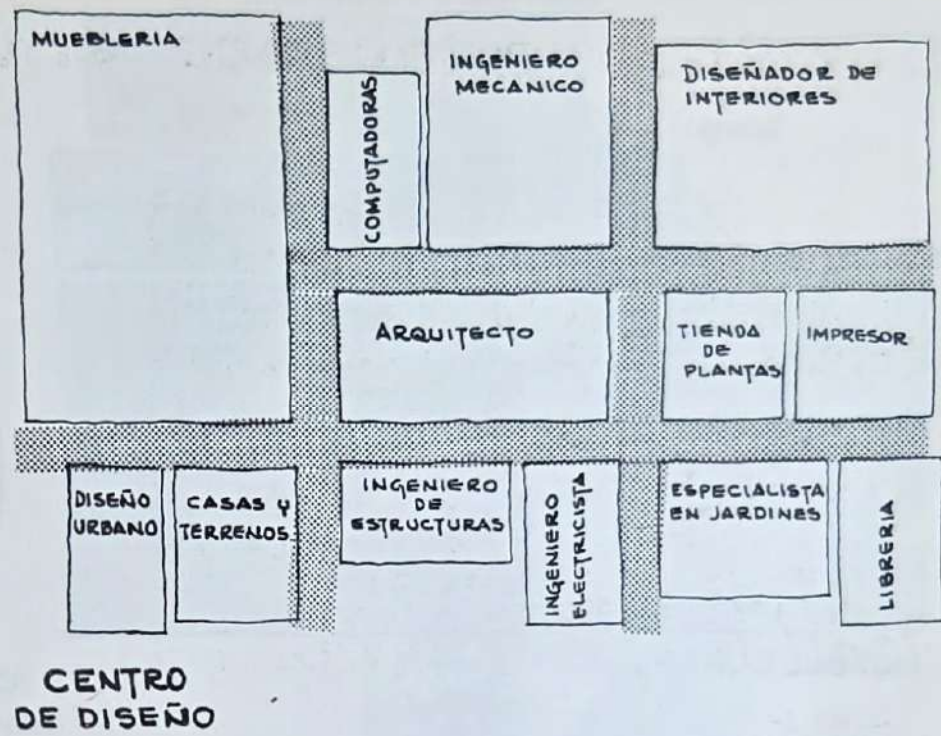 MUEBLERIA
COMPUTADORAS
INGENIERO
MECANICO
DISEÑADOR DE
INTERIORES
ARQUITECTO
TIENDA
DE
PLANTAS
IMPRESOR
DISEÑO
URBANO
CASAS Y
TERRENOS
INGENIERO
DE
ESTRUCTURAS
INGENIERO
ELECTRICISTA
ESPECIALISTA
EN JARDINES
LIBRERIA
CENTRO
DE DISEÑO